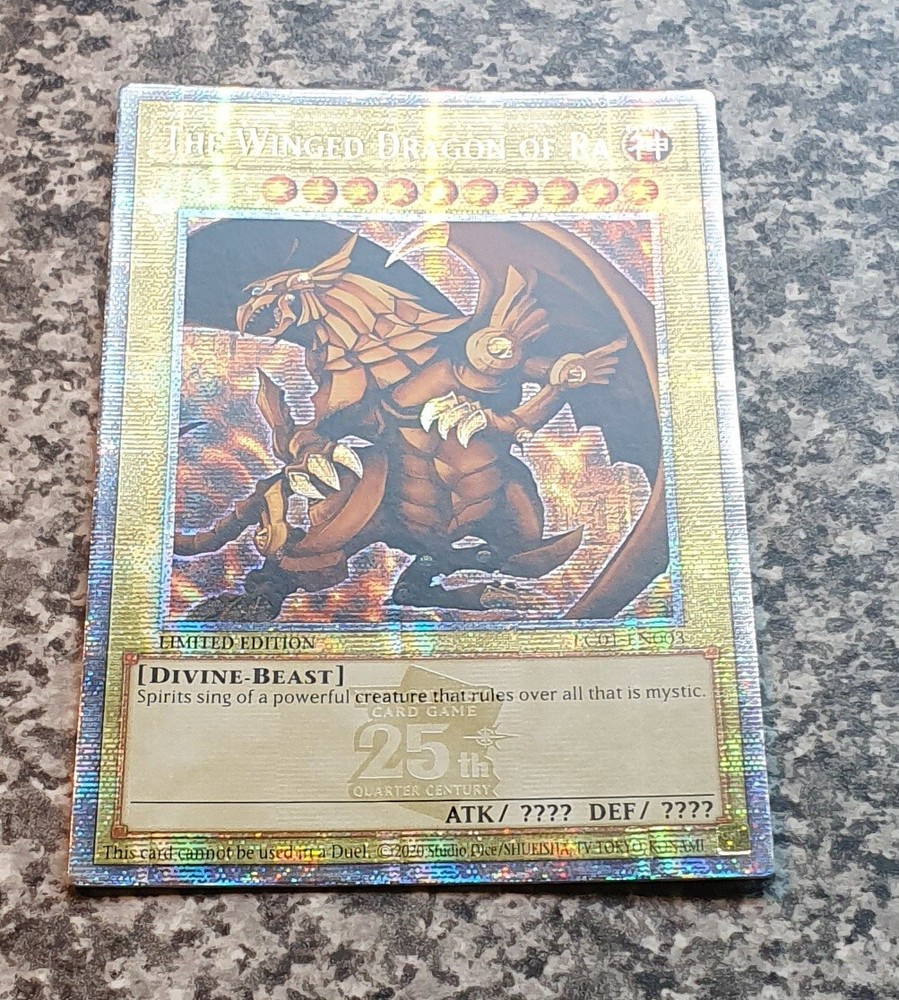 THE WINGED DRAGON OF RA 神
LIMITED EDITION LC01-EN003
[DIVINE-BEAST]
Spirits sing of a powerful creature that rules over all that is mystic.
CARD GAME
25th
QUARTER CENTURY
ATK/ ???? DEF/ ????
This card cannot be used in a Duel. ©2020 Studio Dice/SHUEISHA, TV TOKYO, KONAMI